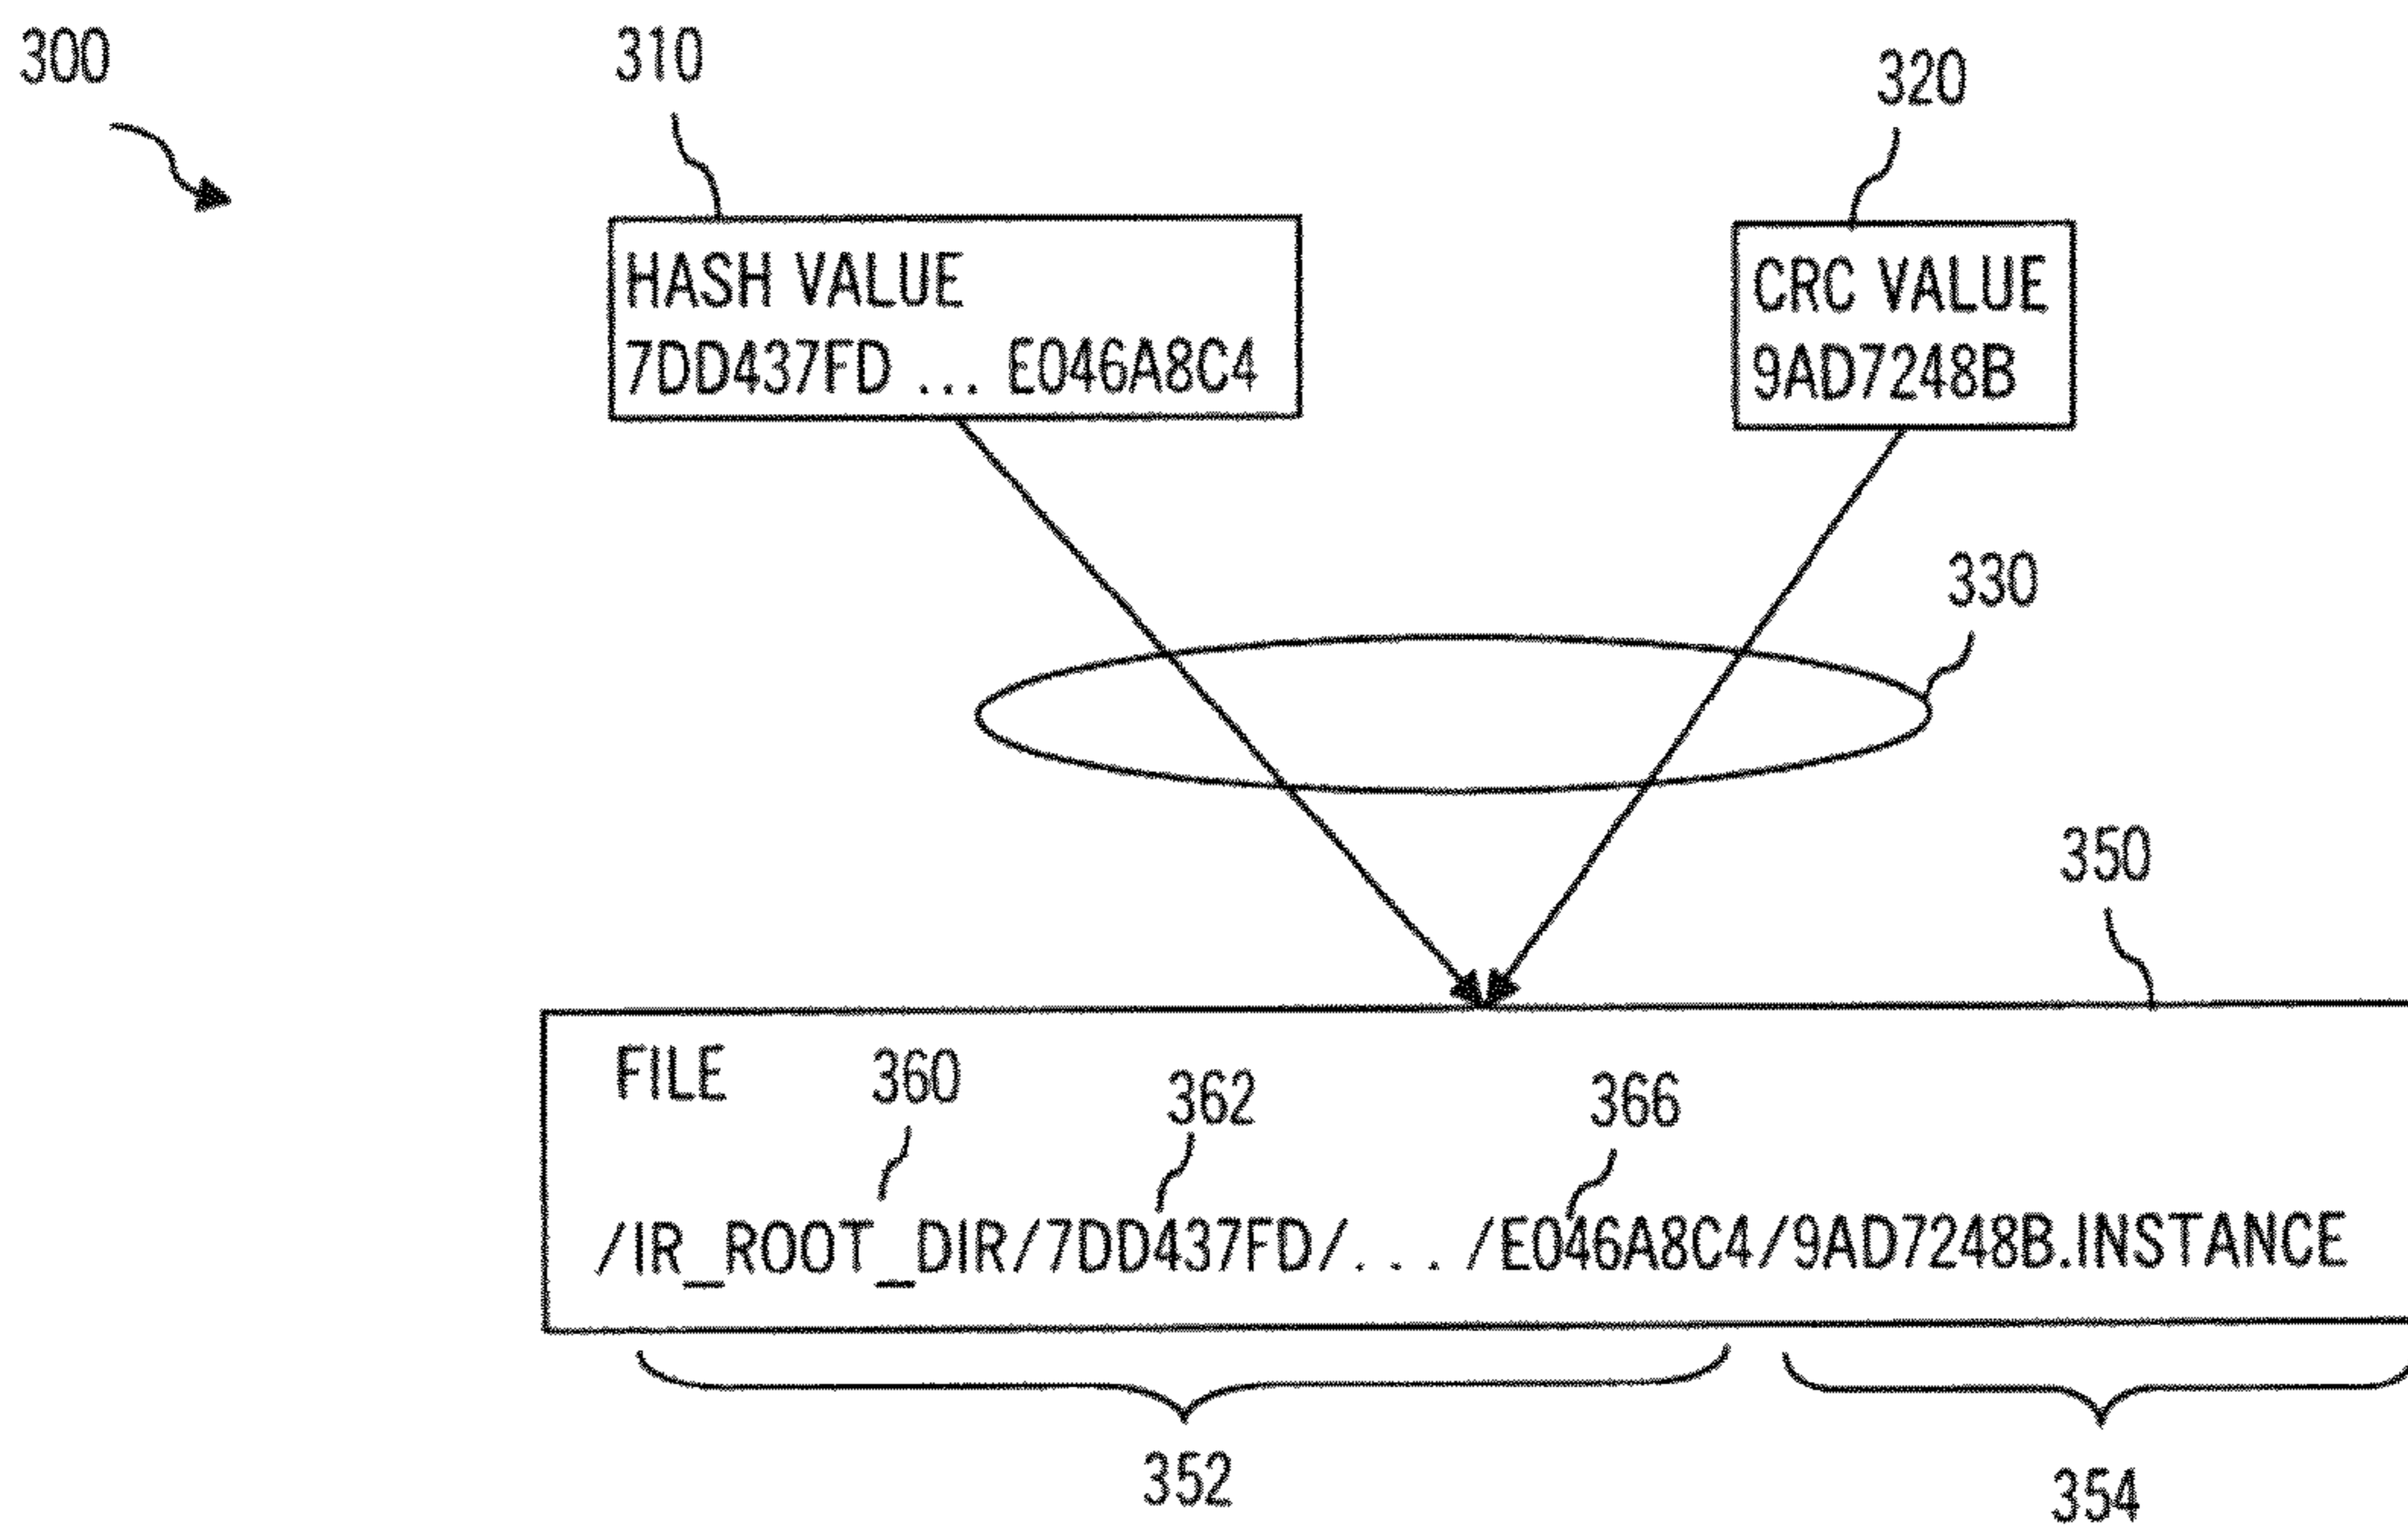 300
310
320
HASH VALUE
7DD437FD ... E046A8C4
CRC VALUE
9AD7248B
330
350
FILE
360
362
366
/IR_ROOT_DIR/7DD437FD/... /E046A8C4/9AD7248B.INSTANCE
352
354